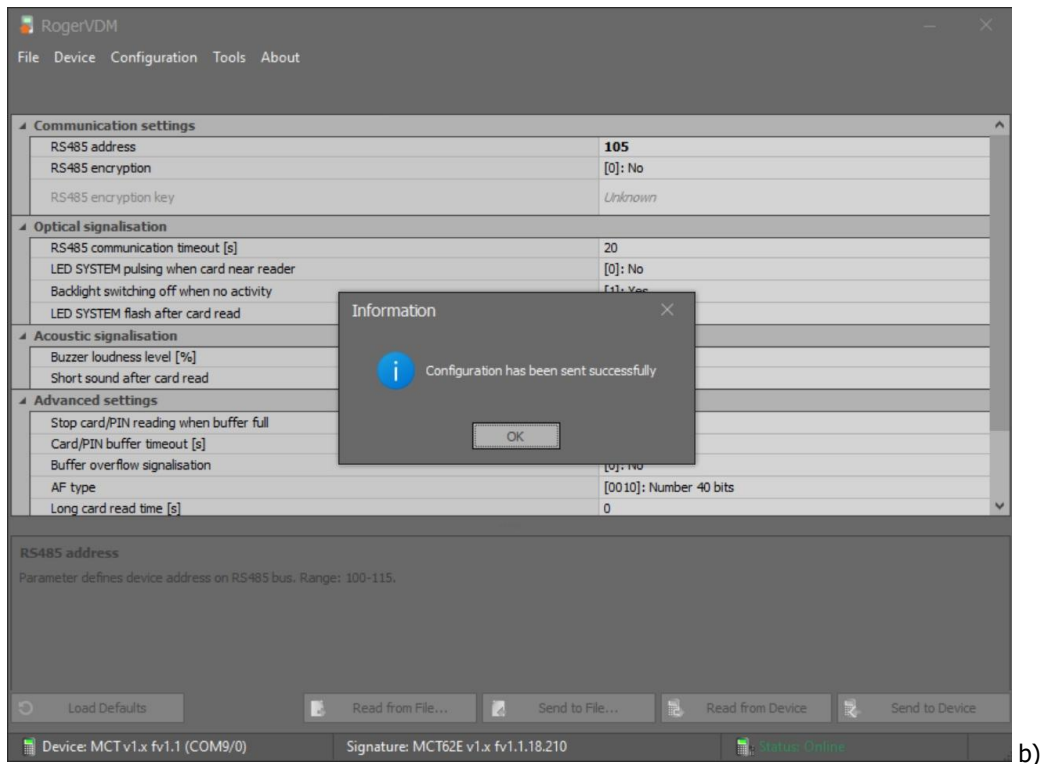 RogerVDM
File Device Configuration Tools About
Communication settings
RS485 address 105
RS485 encryption [0]: No
RS485 encryption key Unknown
Optical signalisation
RS485 communication timeout [s] 20
LED SYSTEM pulsing when card near reader [0]: No
Backlight switching off when no activity [1]: Yes
LED SYSTEM flash after card read
Information
Acoustic signalisation
Buzzer loudness level [%]
Configuration has been sent successfully
Short sound after card read
Advanced settings
Stop card/PIN reading when buffer full
OK
Card/PIN buffer timeout [s]
Buffer overflow signalisation [0]: No
AF type [0010]: Number 40 bits
Long card read time [s] 0
RS485 address
Parameter defines device address on RS485 bus. Range: 100-115.
Load Defaults Read from File... Send to File... Read from Device Send to Device
Device: MCT v1.x fv1.1 (COM9/0) Signature: MCT62E v1.x fv1.1.18.210 Status: Online
b)